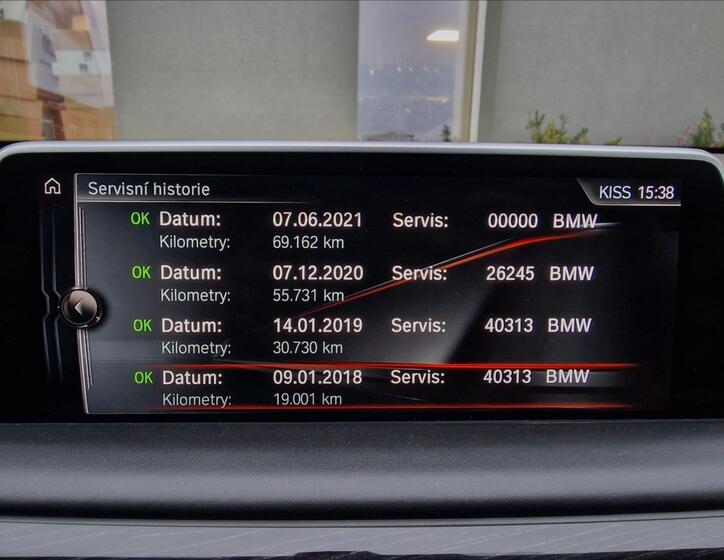 Servisní historie KISS 15:38
OK Datum: 07.06.2021 Servis: 00000 BMW
Kilometry: 69.162 km
OK Datum: 07.12.2020 Servis: 26245 BMW
Kilometry: 55.731 km
OK Datum: 14.01.2019 Servis: 40313 BMW
Kilometry: 30.730 km
OK Datum: 09.01.2018 Servis: 40313 BMW
Kilometry: 19.001 km